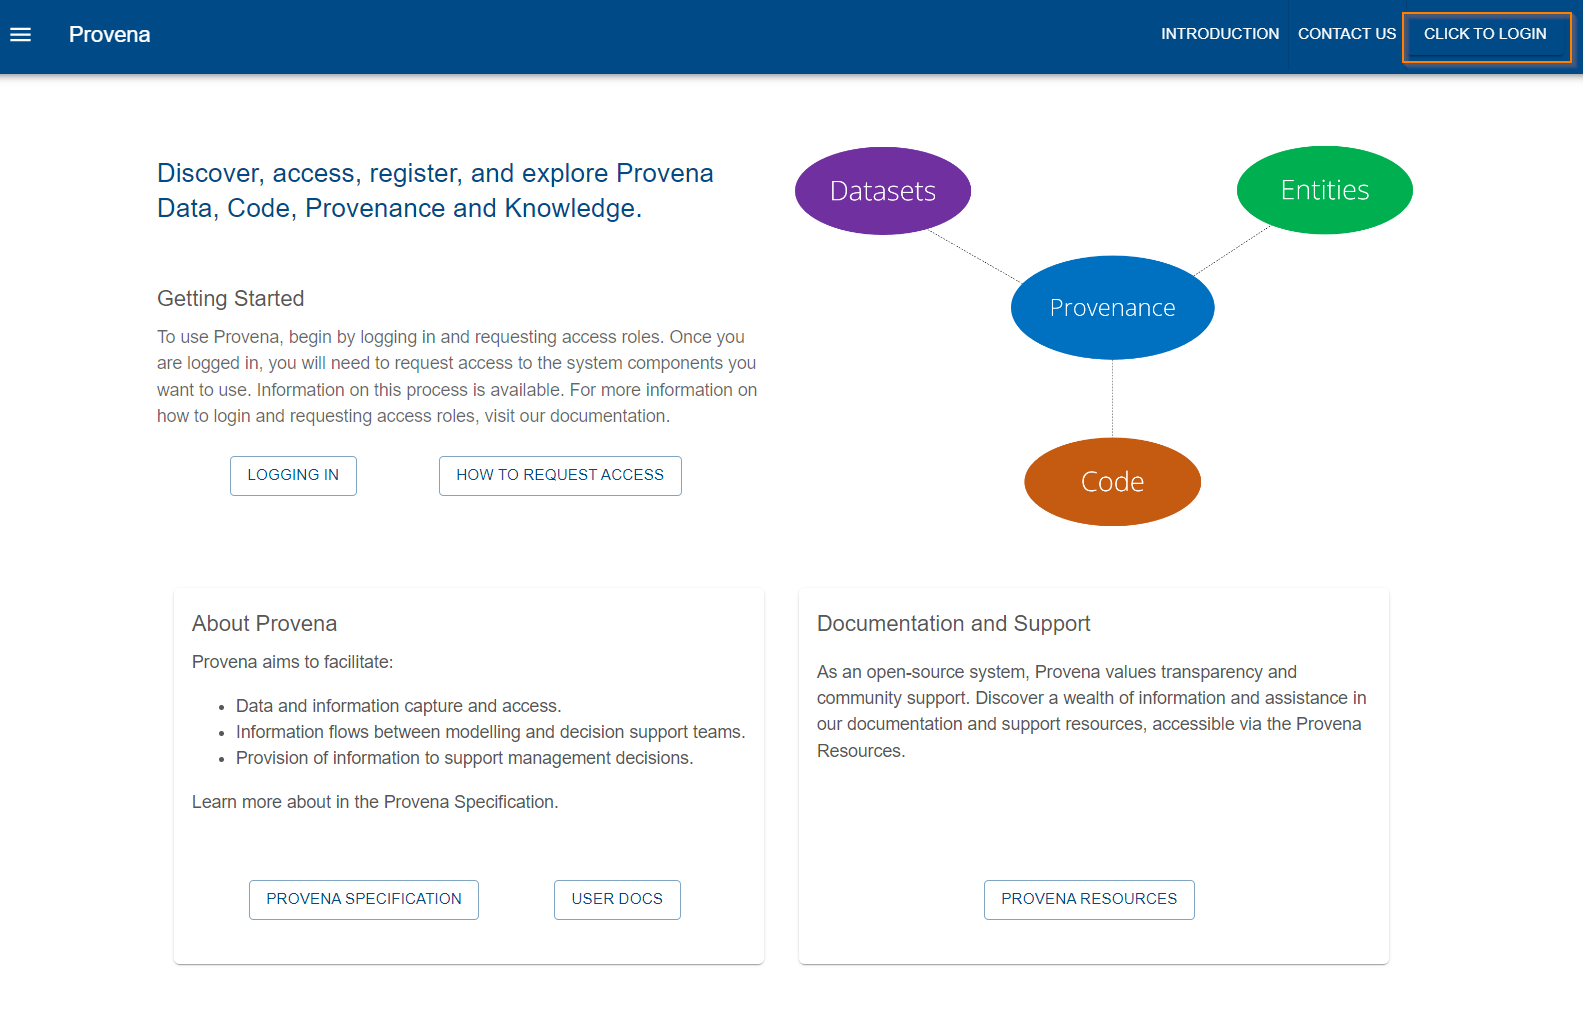 Provena
INTRODUCTION
CONTACT US
CLICK TO LOGIN
Discover, access, register, and explore Provena
Data, Code, Provenance and Knowledge.
Getting Started
To use Provena, begin by logging in and requesting access roles. Once you
are logged in, you will need to request access to the system components you
want to use. Information on this process is available. For more information on
how to login and requesting access roles, visit our documentation.
LOGGING IN
HOW TO REQUEST ACCESS
Datasets
Entities
Provenance
Code
About Provena
Provena aims to facilitate:
• Data and information capture and access.
• Information flows between modelling and decision support teams.
• Provision of information to support management decisions.
Learn more about in the Provena Specification.
PROVENA SPECIFICATION
USER DOCS
Documentation and Support
As an open-source system, Provena values transparency and
community support. Discover a wealth of information and assistance in
our documentation and support resources, accessible via the Provena
Resources.
PROVENA RESOURCES